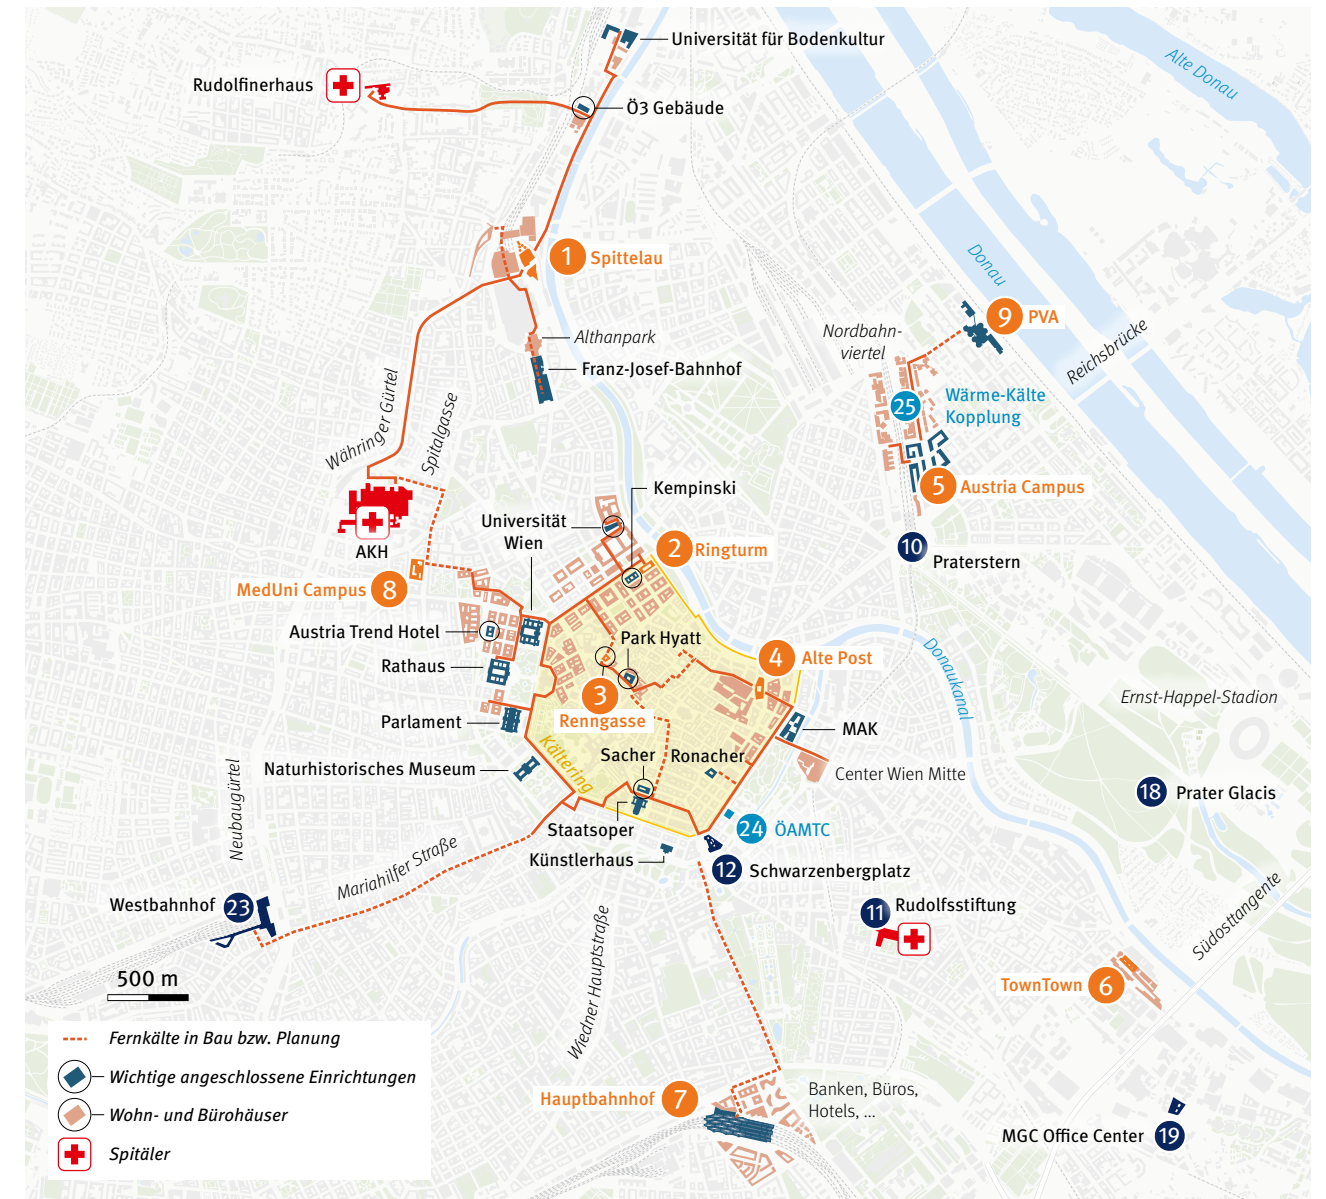 Universität für Bodenkultur
Alte Donau
Rudolfinerhaus
Ö3 Gebäude
1 Spittelau
Donau
9 PVA
Nordbahn-
viertel
Althanpark
Franz-Josef-Bahnhof
Reichsbrücke
Währinger Gürtel
Spitalgasse
25 Wärme-Kälte
Kopplung
5 Austria Campus
Kempinski
Universität
Wien
AKH
2 Ringturm
10 Praterstern
MedUni Campus 8
Austria Trend Hotel
Park Hyatt
Rathaus
4 Alte Post
Donaukanal
Ernst-Happel-Stadion
3
Renngasse
Parlament
MAK
Kältering
Sacher
Ronacher
Naturhistorisches Museum
Center Wien Mitte
18 Prater Glacis
Neubaugürtel
Staatsoper
24 ÖAMTC
Künstlerhaus
12 Schwarzenbergplatz
Mariahilfer Straße
Westbahnhof 23
11 Rudolfsstiftung
Südosttangente
Wiedner Hauptstraße
500 m
TownTown 6
Fernkälte in Bau bzw. Planung
Wichtige angeschlossene Einrichtungen
Wohn- und Bürohäuser
Spitäler
Hauptbahnhof 7
Banken, Büros,
Hotels, ...
MGC Office Center 19